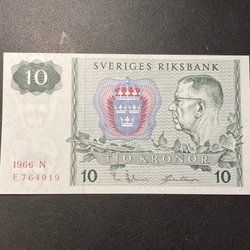 SVERIGES RIKSBANK
10
1966 N
E 764919
TIO KRONOR
10
10